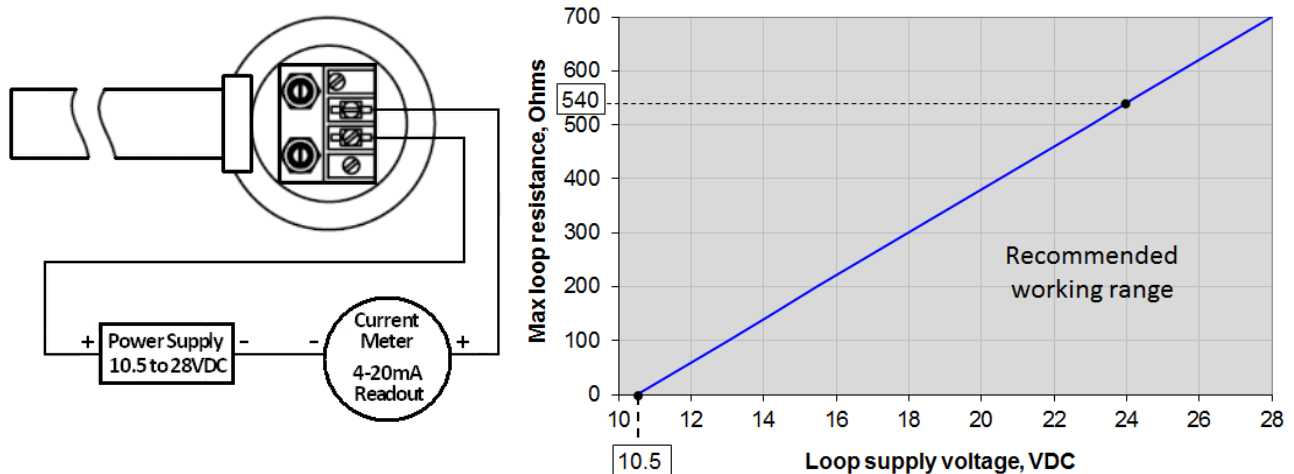 +
Power Supply
10.5 to 28VDC
-
-
Current
Meter
4-20mA
Readout
+
Max loop resistance, Ohms
700
600
540
500
400
300
200
100
0
Recommended
working range
10 12 14 16 18 20 22 24 26 28
10.5
Loop supply voltage, VDC